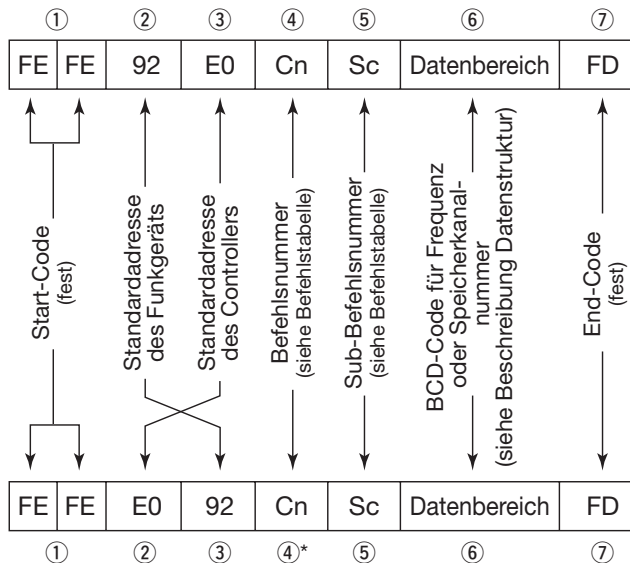 ① ② ③ ④ ⑤ ⑥ ⑦
FE FE 92 E0 Cn Sc Datenbereich FD
Start-Code
(fest)
Standardadresse
des Funkgeräts
Standardadresse
des Controllers
Befehlsnummer
(siehe Befehlstabelle)
Sub-Befehlsnummer
(siehe Befehlstabelle)
BCD-Code für Frequenz
oder Speicherkanal-
nummer
(siehe Beschreibung Datenstruktur)
End-Code
(fest)
FE FE E0 92 Cn Sc Datenbereich FD
① ② ③ ④* ⑤ ⑥ ⑦